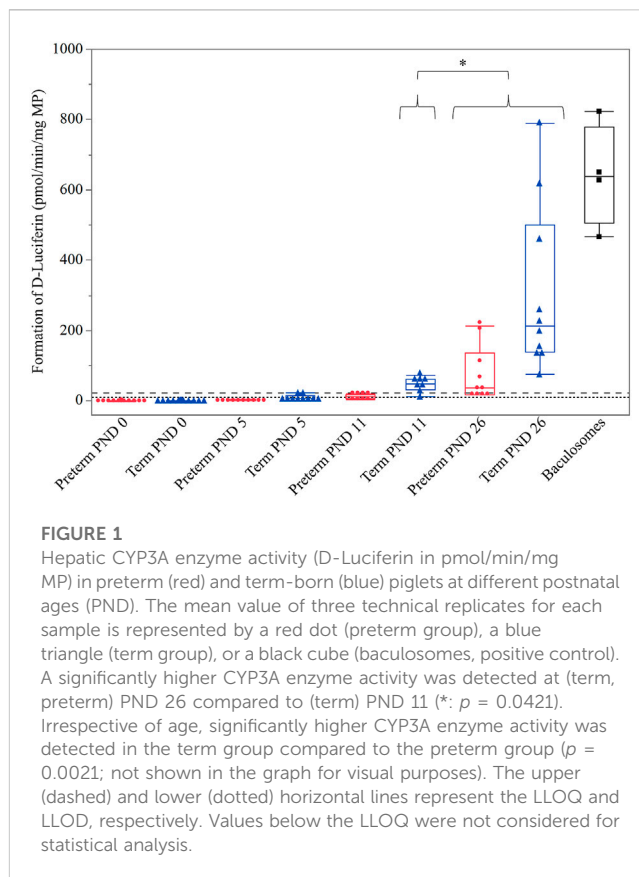 1000
*
800
600
400
200
0
Formation of D-Luciferin (pmol/min/mg MP)
Preterm PND 0
Term PND 0
Preterm PND 5
Term PND 5
Preterm PND 11
Term PND 11
Preterm PND 26
Term PND 26
Baculosomes
FIGURE 1
Hepatic CYP3A enzyme activity (D-Luciferin in pmol/min/mg
MP) in preterm (red) and term-born (blue) piglets at different postnatal
ages (PND). The mean value of three technical replicates for each
sample is represented by a red dot (preterm group), a blue
triangle (term group), or a black cube (baculosomes, positive control).
A significantly higher CYP3A enzyme activity was detected at (term,
preterm) PND 26 compared to (term) PND 11 (*: p = 0.0421).
Irrespective of age, significantly higher CYP3A enzyme activity was
detected in the term group compared to the preterm group (p =
0.0021; not shown in the graph for visual purposes). The upper
(dashed) and lower (dotted) horizontal lines represent the LLOQ and
LLOD, respectively. Values below the LLOQ were not considered for
statistical analysis.